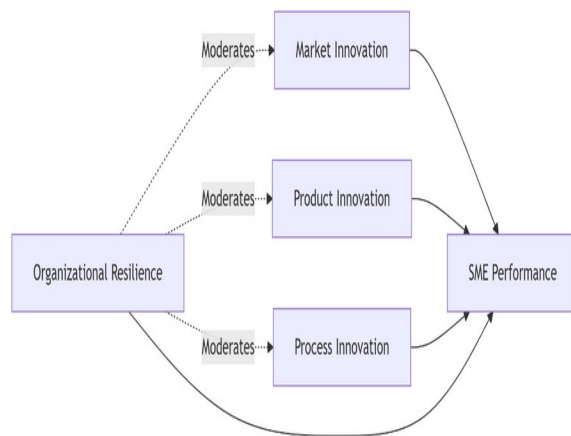 Moderates
Market Innovation
Moderates
Product Innovation
Organizational Resilience
SME Performance
Moderates
Process Innovation